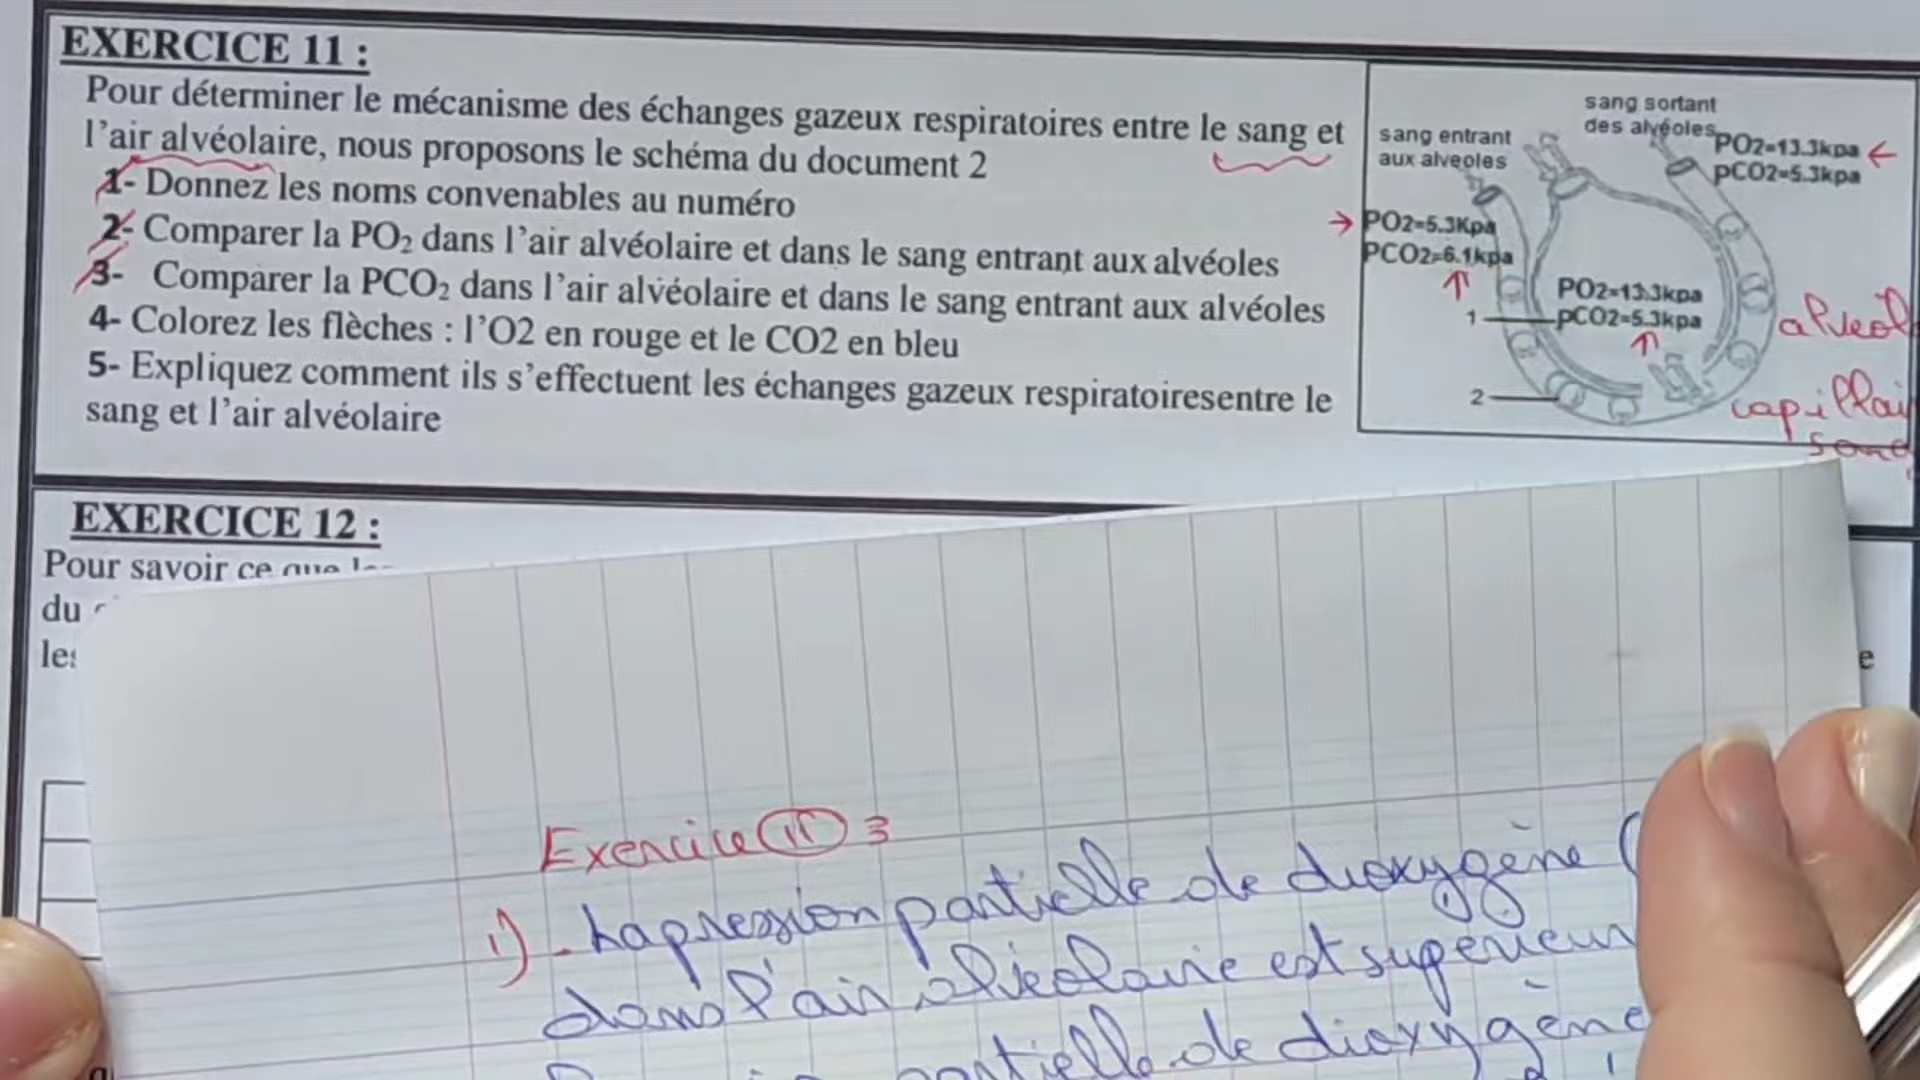 EXERCICE 11 :
Pour déterminer le mécanisme des échanges gazeux respiratoires entre le sang et
l’air alvéolaire, nous proposons le schéma du document 2
1- Donnez les noms convenables au numéro
2- Comparer la PO2 dans l’air alvéolaire et dans le sang entrant aux alvéoles
3- Comparer la PCO2 dans l’air alvéolaire et dans le sang entrant aux alvéoles
4- Colorez les flèches : l’O2 en rouge et le CO2 en bleu
5- Expliquez comment ils s’effectuent les échanges gazeux respiratoiresentre le
sang et l’air alvéolaire
sang entrant
aux alveoles
sang sortant
des alvéoles
PO2=13.3kpa
pCO2=5.3kpa
PO2=5.3Kpa
PCO2=6.1kpa
PO2=13.3kpa
pCO2=5.3kpa
1
2
alvéol
capillai
EXERCICE 12 :
Pour savoir ce que
du
les
e
Exercice 11
1) - La pression partielle de dioxygène (
dans l'air alvéolaire est supérieur
partielle de dioxygène